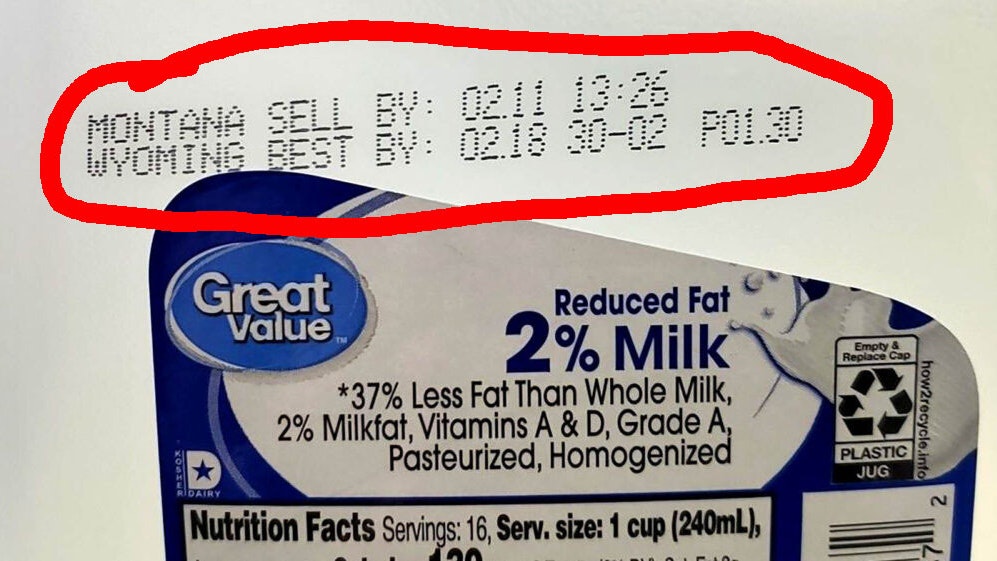 MONTANA SELL BY: 02.11 13:26
WYOMING BEST BY: 02.18 30-02 P01.30
Great
Value™
Reduced Fat
2% Milk
*37% Less Fat Than Whole Milk,
2% Milkfat, Vitamins A & D, Grade A,
Pasteurized, Homogenized
Empty &
Replace Cap
PLASTIC
JUG
how2recycle.info
KOSHER
D
DAIRY
Nutrition Facts Servings: 16, Serv. size: 1 cup (240mL),
2